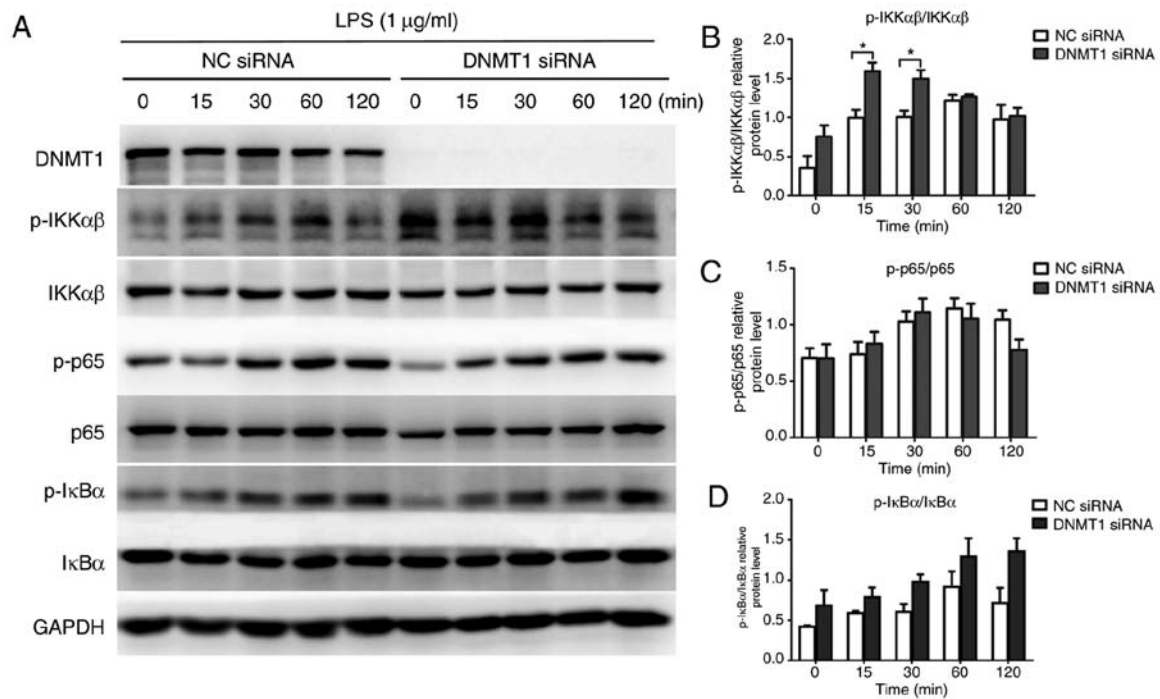 A
LPS (1 μg/ml)
NC siRNA DNMT1 siRNA
0 15 30 60 120 0 15 30 60 120 (min)
DNMT1
p-IKKαβ
IKKαβ
p-p65
p65
p-IκBα
IκBα
GAPDH
B
p-IKKαβ/IKKαβ
NC siRNA
DNMT1 siRNA
p-IKKαβ/IKKαβ relative
protein level
2.0
1.5
1.0
0.5
0.0
* *
0 15 30 60 120
Time (min)
C
p-p65/p65
NC siRNA
DNMT1 siRNA
p-p65/p65 relative
protein level
1.5
1.0
0.5
0.0
0 15 30 60 120
Time (min)
D
p-IκBα/IκBα
NC siRNA
DNMT1 siRNA
p-IκBα/IκBα relative
protein level
2.0
1.5
1.0
0.5
0.0
0 15 30 60 120
Time (min)